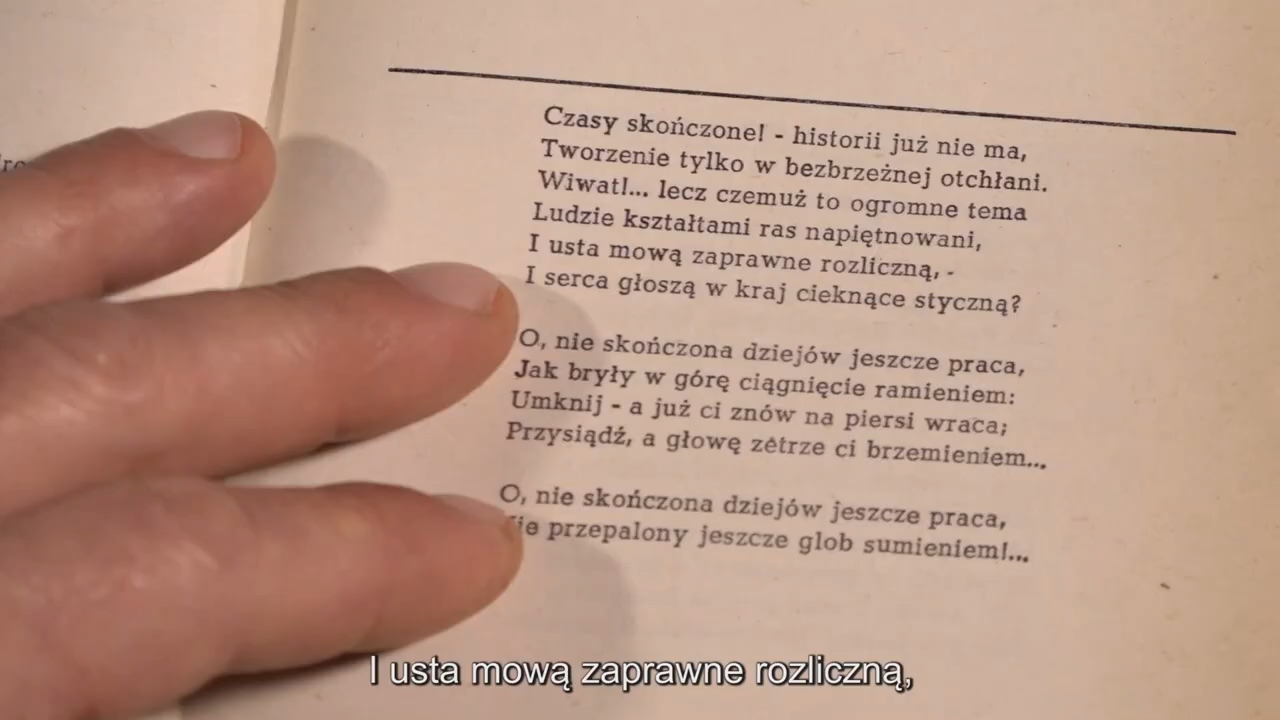 Czasy skończone! - historii już nie ma,
Tworzenie tylko w bezbrzeżnej otchłani.
Wiwat!... lecz czemuż to ogromne tema
Ludzie kształtami ras napiętnowani,
I usta mową zaprawne rozliczną, -
I serca głoszą w kraj cieknące styczną?
O, nie skończona dziejów jeszcze praca,
Jak bryły w górę ciągnięcie ramieniem:
Umknij - a już ci znów na piersi wraca;
Przysiądź, a głowę zetrze ci brzemieniem...
O, nie skończona dziejów jeszcze praca,
Nie przepalony jeszcze glob sumieniem!...
I usta mową zaprawne rozliczną,